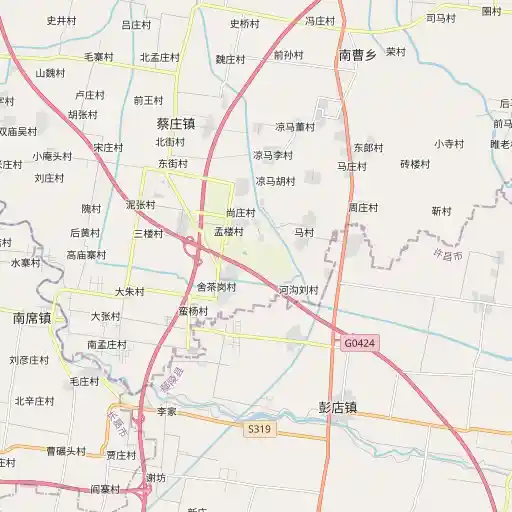 史井村
吕庄村
史桥村
冯庄村
司马村
圈村
毛寨村
北孟庄村
魏庄村
前孙村
南曹乡
荣村
山魏村
卢庄村
前王村
胡张村
蔡庄镇
凉马董村
双庙吴村
宋庄村
北街村
东郎村
小寺村
小庵头村
东街村
凉马李村
马庄村
砖楼村
刘庄村
凉马胡村
隗村
泥张村
尚庄村
周庄村
靳村
后黄村
三楼村
孟楼村
马村
水寨村
高庙寨村
许昌市
大朱村
舍茶岗村
河沟刘村
南席镇
大张村
蛮杨村
南孟庄村
G0424
刘彦庄村
毛庄村
鄢陵县
北辛庄村
李家
彭店镇
许昌市
S319
曹碾头村
贾庄村
谢坊
阎寨村